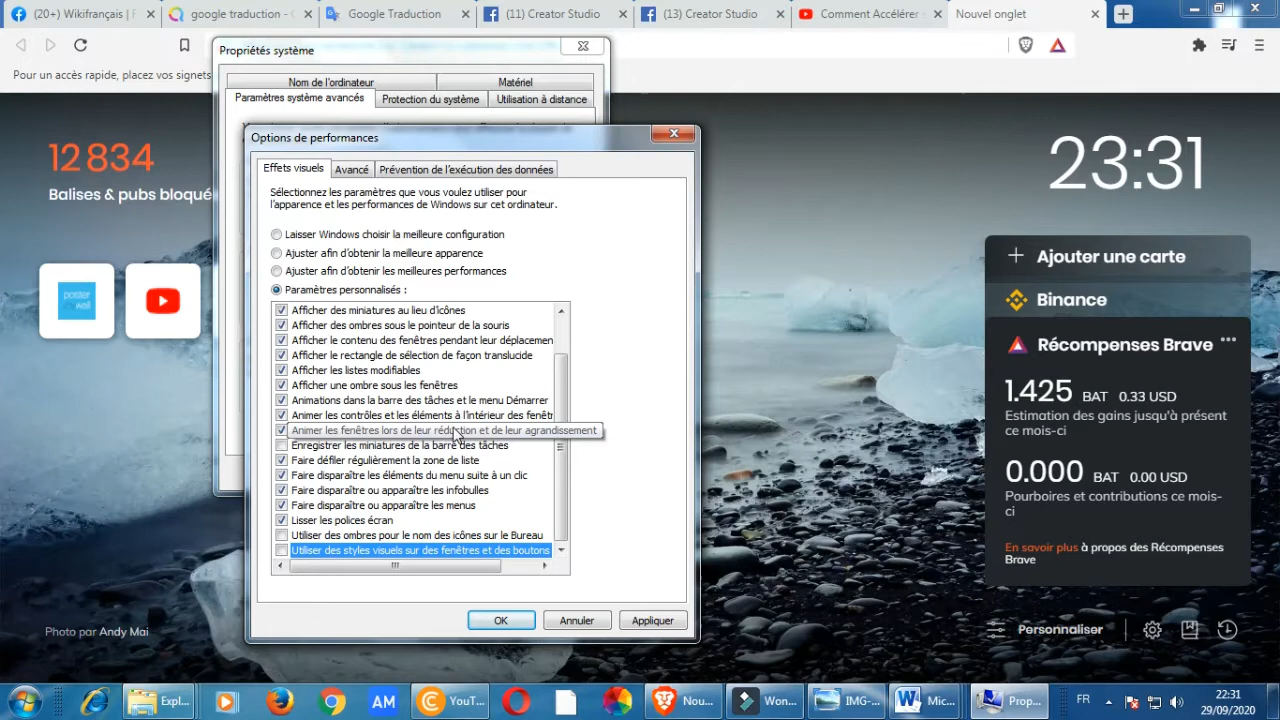 (20+) Wikifrançais | F
google traduction - G
Google Traduction
(11) Creator Studio
(13) Creator Studio
Comment Accélérer
Nouvel onglet
Pour un accès rapide, placez vos signets
Propriétés système
Nom de l'ordinateur
Matériel
Paramètres système avancés
Protection du système
Utilisation à distance
Options de performances
Effets visuels
Avancé
Prévention de l'exécution des données
Sélectionnez les paramètres que vous voulez utiliser pour
l'apparence et les performances de Windows sur cet ordinateur.
Laisser Windows choisir la meilleure configuration
Ajuster afin d'obtenir la meilleure apparence
Ajuster afin d'obtenir les meilleures performances
Paramètres personnalisés :
Afficher des miniatures au lieu d'icônes
Afficher des ombres sous le pointeur de la souris
Afficher le contenu des fenêtres pendant leur déplacemen
Afficher le rectangle de sélection de façon translucide
Afficher les listes modifiables
Afficher une ombre sous les fenêtres
Animations dans la barre des tâches et le menu Démarrer
Animer les contrôles et les éléments à l'intérieur des fenêtr
Animer les fenêtres lors de leur réduction et de leur agrandissement
Enregistrer les miniatures de la barre des tâches
Faire défiler régulièrement la zone de liste
Faire disparaître les éléments du menu suite à un clic
Faire disparaître ou apparaître les infobulles
Faire disparaître ou apparaître les menus
Lisser les polices écran
Utiliser des ombres pour le nom des icônes sur le Bureau
Utiliser des styles visuels sur des fenêtres et des boutons
OK
Annuler
Appliquer
12 834
Balises & pubs bloqué
poster
wall
Photo par Andy Mai
23:31
Ajouter une carte
Binance
Récompenses Brave
1.425 BAT 0.33 USD
Estimation des gains jusqu'à présent
ce mois-ci
0.000 BAT 0.00 USD
Pourboires et contributions ce mois-
ci
En savoir plus à propos des Récompenses
Brave
Personnaliser
Expl...
AM
YouT...
Nou...
Won...
IMG-...
Mic...
Prop...
FR
22:31
29/09/2020